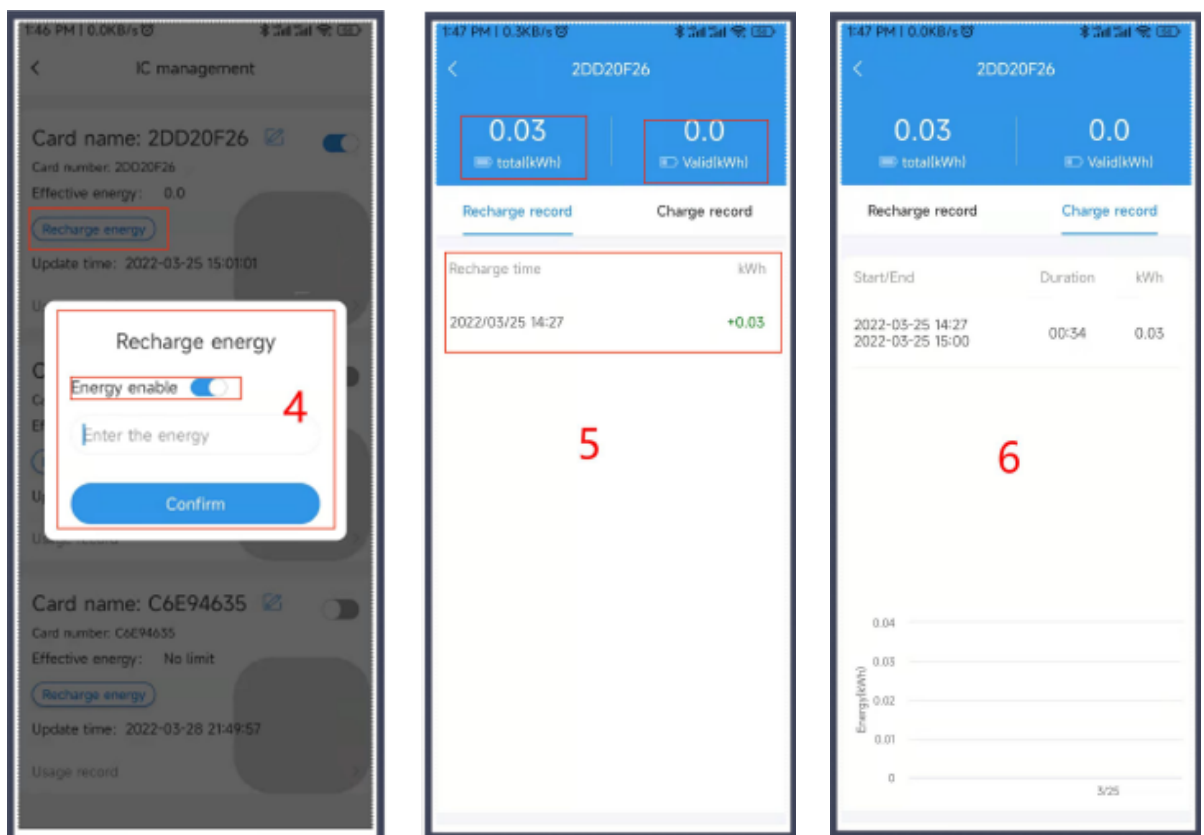 1:46 PM | 0.0KB/s
IC management
Card name: 2DD20F26
Card number: 2DD20F26
Effective energy: 0.0
Recharge energy
Update time: 2022-03-25 15:01:01
Recharge energy
Energy enable
4
Enter the energy
Confirm
Usage record
Card name: C6E94635
Card number: C6E94635
Effective energy: No limit
Recharge energy
Update time: 2022-03-28 21:49:57
Usage record
1:47 PM | 0.3KB/s
2DD20F26
0.03
total(kWh)
0.0
Valid(kWh)
Recharge record
Charge record
Recharge time
kWh
2022/03/25 14:27
+0.03
5
1:47 PM | 0.0KB/s
2DD20F26
0.03
total(kWh)
0.0
Valid(kWh)
Recharge record
Charge record
Start/End
Duration
kWh
2022-03-25 14:27
2022-03-25 15:00
00:34
0.03
6
0.04
0.03
0.02
0.01
0
Energy(kWh)
3/25